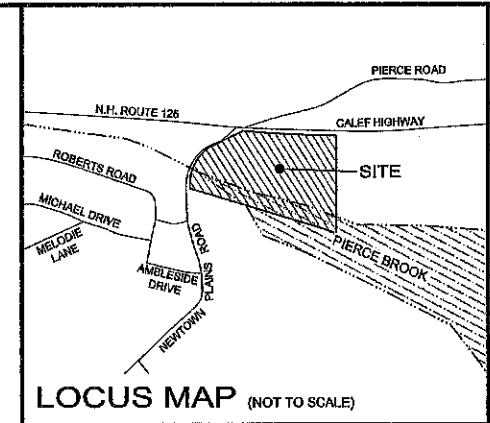 PIERCE ROAD
N.H. ROUTE 125
CALEF HIGHWAY
ROBERTS ROAD
SITE
MICHAEL DRIVE
MELODIE
LANE
AMBLESIDE
DRIVE
NEWTOWN PLAINS ROAD
PIERCE BROOK
LOCUS MAP (NOT TO SCALE)